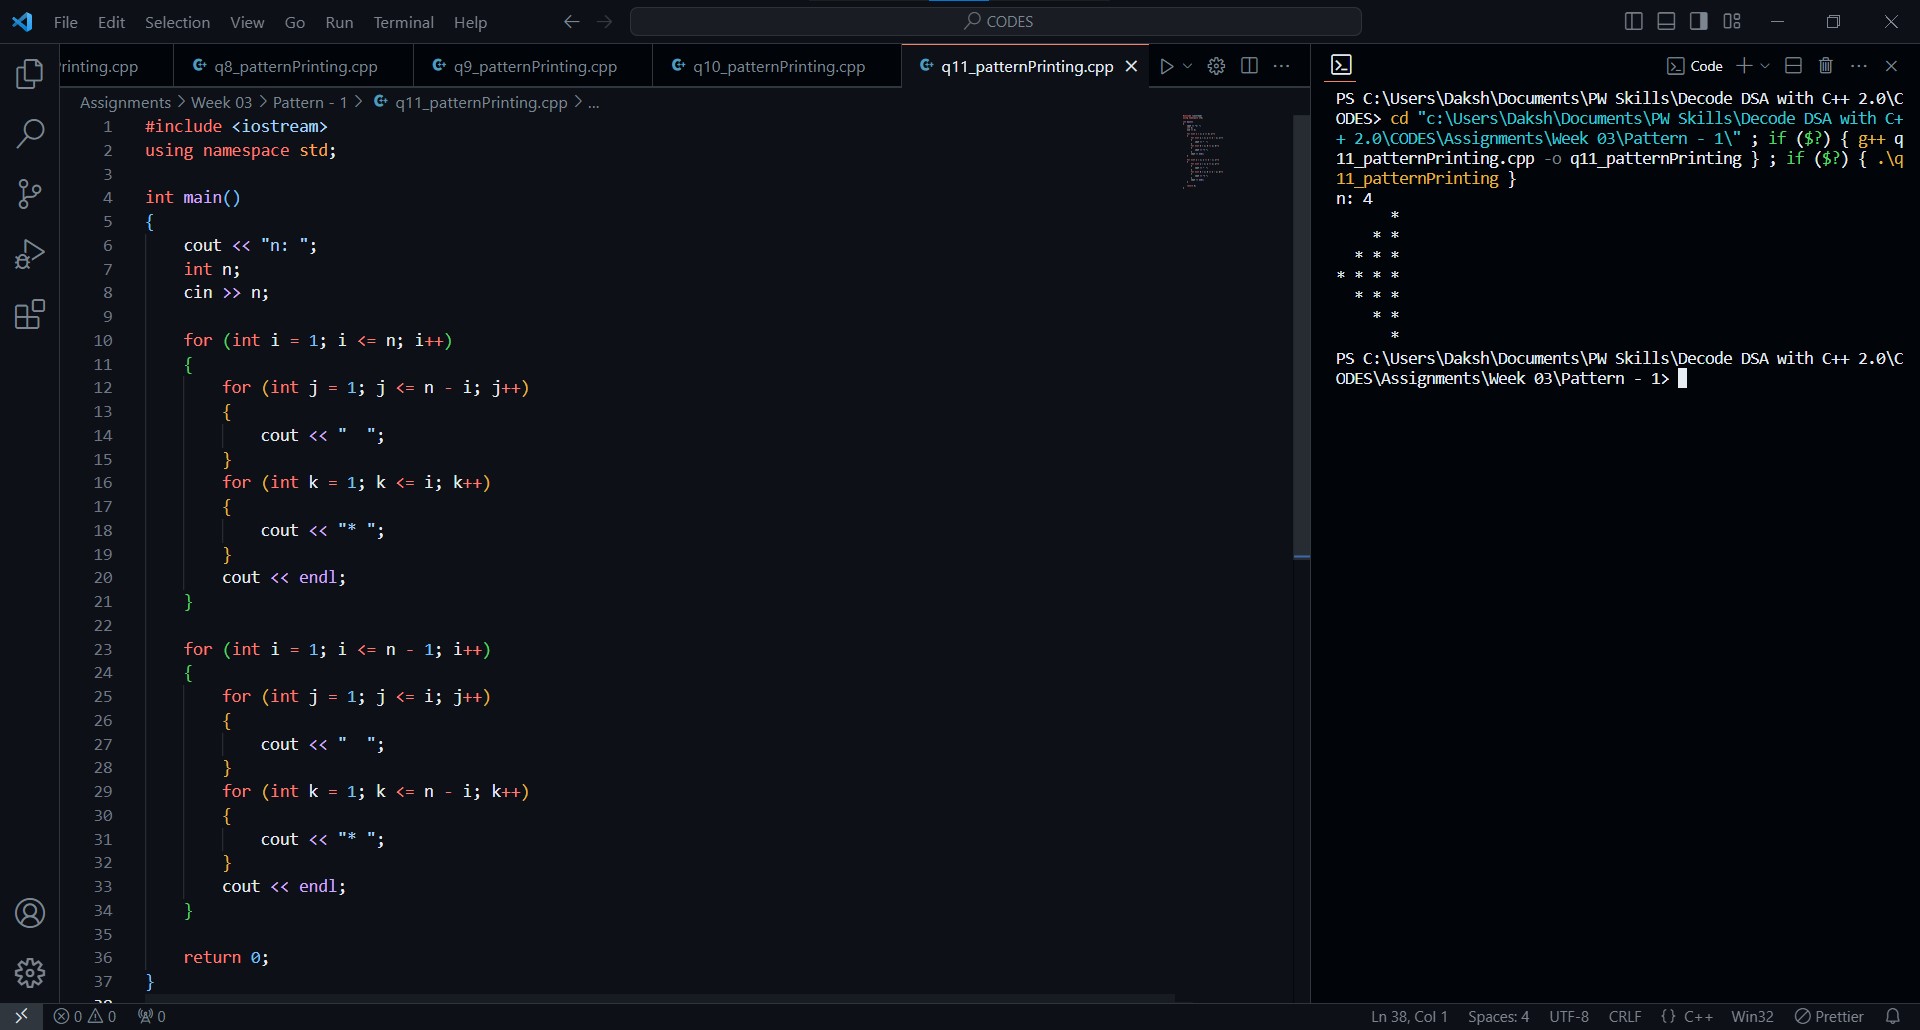 File Edit Selection View Go Run Terminal Help
CODES
rinting.cpp q8_patternPrinting.cpp q9_patternPrinting.cpp q10_patternPrinting.cpp q11_patternPrinting.cpp
Assignments > Week 03 > Pattern - 1 > q11_patternPrinting.cpp > ...
1 #include <iostream>
2 using namespace std;
3
4 int main()
5 {
6     cout << "n: ";
7     int n;
8     cin >> n;
9
10     for (int i = 1; i <= n; i++)
11     {
12         for (int j = 1; j <= n - i; j++)
13         {
14             cout << "  ";
15         }
16         for (int k = 1; k <= i; k++)
17         {
18             cout << "* ";
19         }
20         cout << endl;
21     }
22
23     for (int i = 1; i <= n - 1; i++)
24     {
25         for (int j = 1; j <= i; j++)
26         {
27             cout << "  ";
28         }
29         for (int k = 1; k <= n - i; k++)
30         {
31             cout << "* ";
32         }
33         cout << endl;
34     }
35
36     return 0;
37 }
Code
PS C:\Users\Daksh\Documents\PW Skills\Decode DSA with C++ 2.0\C
ODES> cd "c:\Users\Daksh\Documents\PW Skills\Decode DSA with C+
+ 2.0\CODES\Assignments\Week 03\Pattern - 1\" ; if ($?) { g++ q
11_patternPrinting.cpp -o q11_patternPrinting } ; if ($?) { .\q
11_patternPrinting }
n: 4
      *
    * *
  * * *
* * * *
  * * *
    * *
      *
PS C:\Users\Daksh\Documents\PW Skills\Decode DSA with C++ 2.0\C
ODES\Assignments\Week 03\Pattern - 1>
0 0 0 Ln 38, Col 1 Spaces: 4 UTF-8 CRLF {} C++ Win32 Prettier